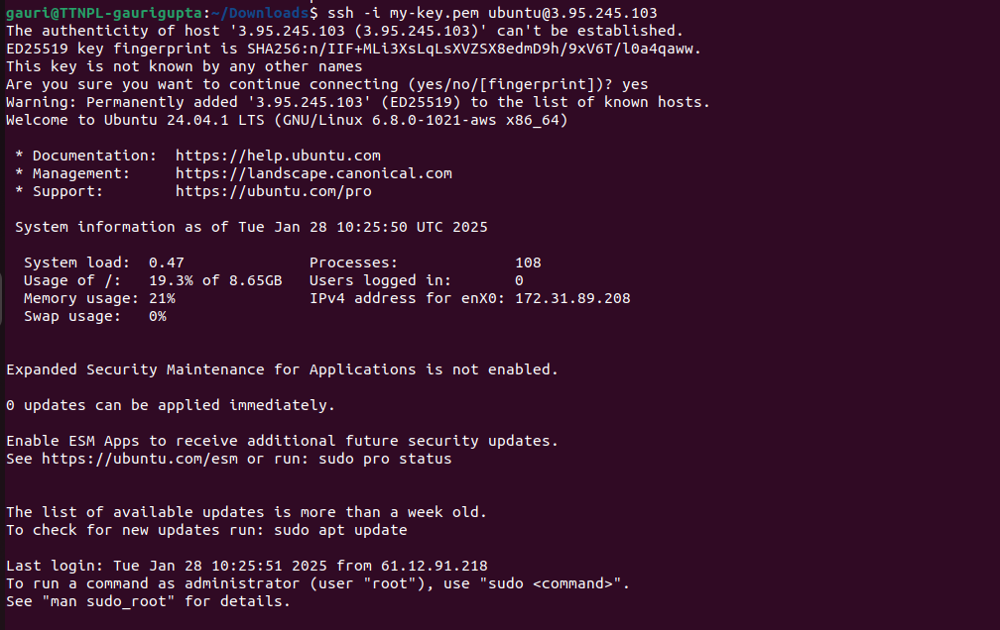 gauri@TTNPL-gaurigupta:~/Downloads$ ssh -i my-key.pem ubuntu@3.95.245.103
The authenticity of host '3.95.245.103 (3.95.245.103)' can't be established.
ED25519 key fingerprint is SHA256:n/IIF+MLi3XsLqLsXVZSX8edmD9h/9xV6T/l0a4qaww.
This key is not known by any other names
Are you sure you want to continue connecting (yes/no/[fingerprint])? yes
Warning: Permanently added '3.95.245.103' (ED25519) to the list of known hosts.
Welcome to Ubuntu 24.04.1 LTS (GNU/Linux 6.8.0-1021-aws x86_64)
* Documentation:  https://help.ubuntu.com
* Management:     https://landscape.canonical.com
* Support:        https://ubuntu.com/pro
System information as of Tue Jan 28 10:25:50 UTC 2025
System load:  0.47              Processes:             108
Usage of /:   19.3% of 8.65GB   Users logged in:       0
Memory usage: 21%               IPv4 address for enX0: 172.31.89.208
Swap usage:   0%
Expanded Security Maintenance for Applications is not enabled.
0 updates can be applied immediately.
Enable ESM Apps to receive additional future security updates.
See https://ubuntu.com/esm or run: sudo pro status
The list of available updates is more than a week old.
To check for new updates run: sudo apt update
Last login: Tue Jan 28 10:25:51 2025 from 61.12.91.218
To run a command as administrator (user "root"), use "sudo <command>".
See "man sudo_root" for details.